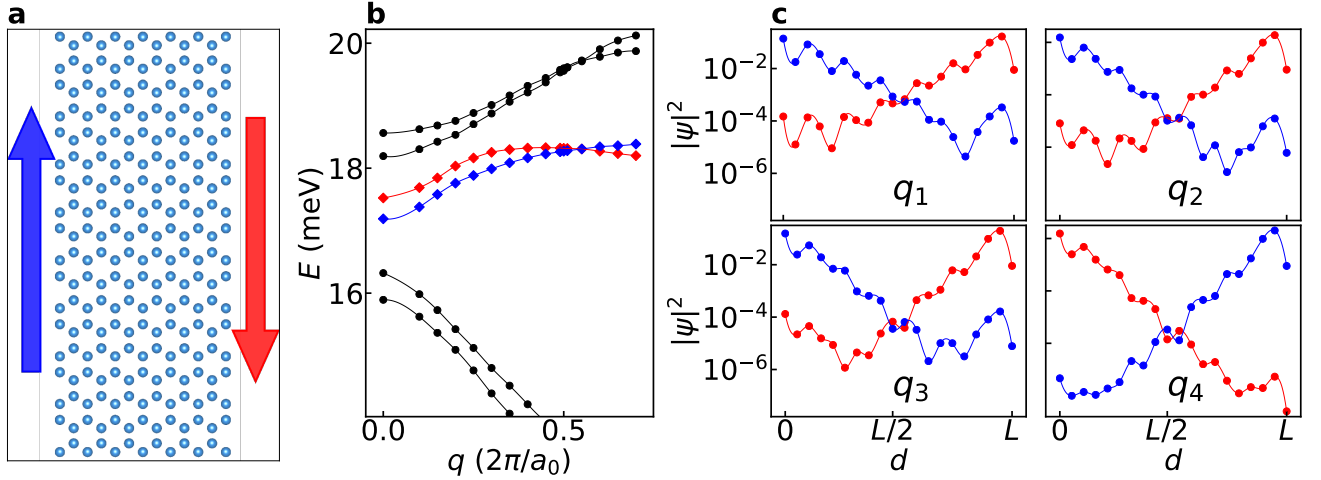 a
b
c
20
18
16
E (meV)
0.0
0.5
q (2π/a₀)
10⁻²
10⁻⁴
10⁻⁶
|ψ|²
q₁
q₂
10⁻²
10⁻⁴
10⁻⁶
|ψ|²
q₃
q₄
0
L/2
L
0
L/2
L
d
d